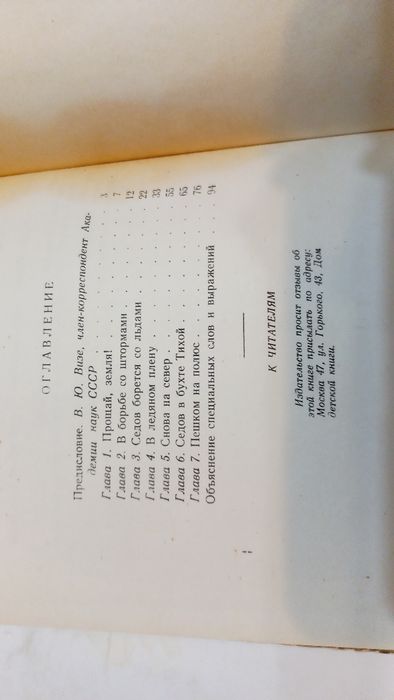 ОГЛАВЛЕНИЕ
Предисловие. В. Ю. Визе, член-корреспондент Ака-
демии наук СССР . . . . . . . . 3
Глава 1. Прощай, земля! . . . . . . . . 7
Глава 2. В борьбе со штормами . . . . . . . . 12
Глава 3. Седов борется со льдами . . . . . . . . 22
Глава 4. В ледяном плену . . . . . . . . 33
Глава 5. Снова на север . . . . . . . . 55
Глава 6. Седов в бухте Тихой . . . . . . . . 65
Глава 7. Пешком на полюс . . . . . . . . 76
Объяснение специальных слов и выражений . . 94
К ЧИТАТЕЛЯМ
Издательство просит отзывы об
этой книге присылать по адресу:
Москва 47, ул. Горького, 43, Дом
детской книги.